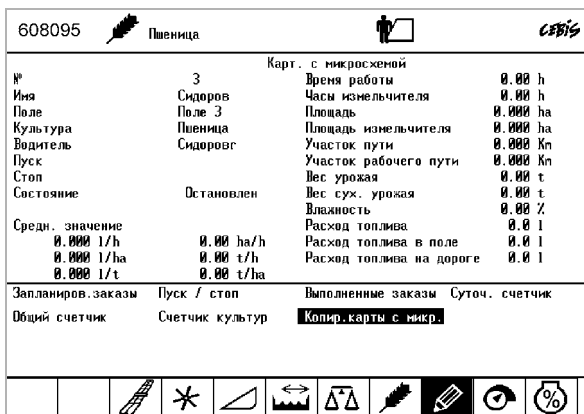 608095 Пшеница CEBIS
Карт. с микросхемой
№ 3 Время работы 0.00 h
Имя Сидоров Часы измельчителя 0.00 h
Поле Поле 3 Площадь 0.000 ha
Культура Пшеница Площадь измельчителя 0.000 ha
Водитель Сидоровг Участок пути 0.000 Km
Пуск Участок рабочего пути 0.000 Km
Стоп Вес урожая 0.00 t
Состояние Остановлен Вес сух. урожая 0.00 t
Влажность 0.00 %
Средн. значение Расход топлива 0.0 l
0.000 l/h 0.00 ha/h Расход топлива в поле 0.0 l
0.000 l/ha 0.00 t/h Расход топлива на дороге 0.0 l
0.000 l/t 0.00 t/ha
Запланиров.заказы Пуск / стоп Выполненные заказы Суточ. счетчик
Общий счетчик Счетчик культур Копир.карты с микр.
%